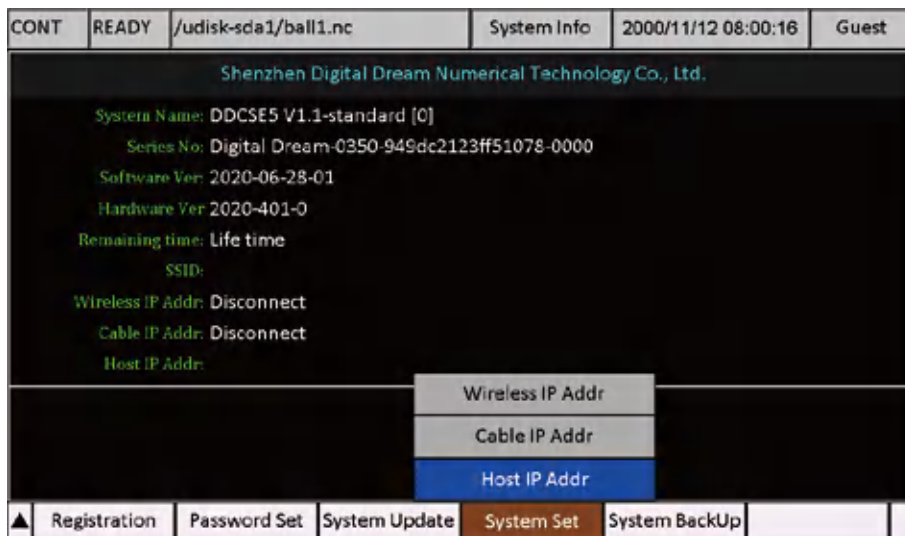 CONT READY /udisk-sda1/ball1.nc System Info 2000/11/12 08:00:16 Guest
Shenzhen Digital Dream Numerical Technology Co., Ltd.
System Name: DDCSE5 V1.1-standard [0]
Series No: Digital Dream-0350-949dc2123ff51078-0000
Software Ver: 2020-06-28-01
Hardware Ver 2020-401-0
Remaining time: Life time
SSID:
Wireless IP Addr: Disconnect
Cable IP Addr: Disconnect
Host IP Addr:
Wireless IP Addr
Cable IP Addr
Host IP Addr
▲ Registration Password Set System Update System Set System BackUp